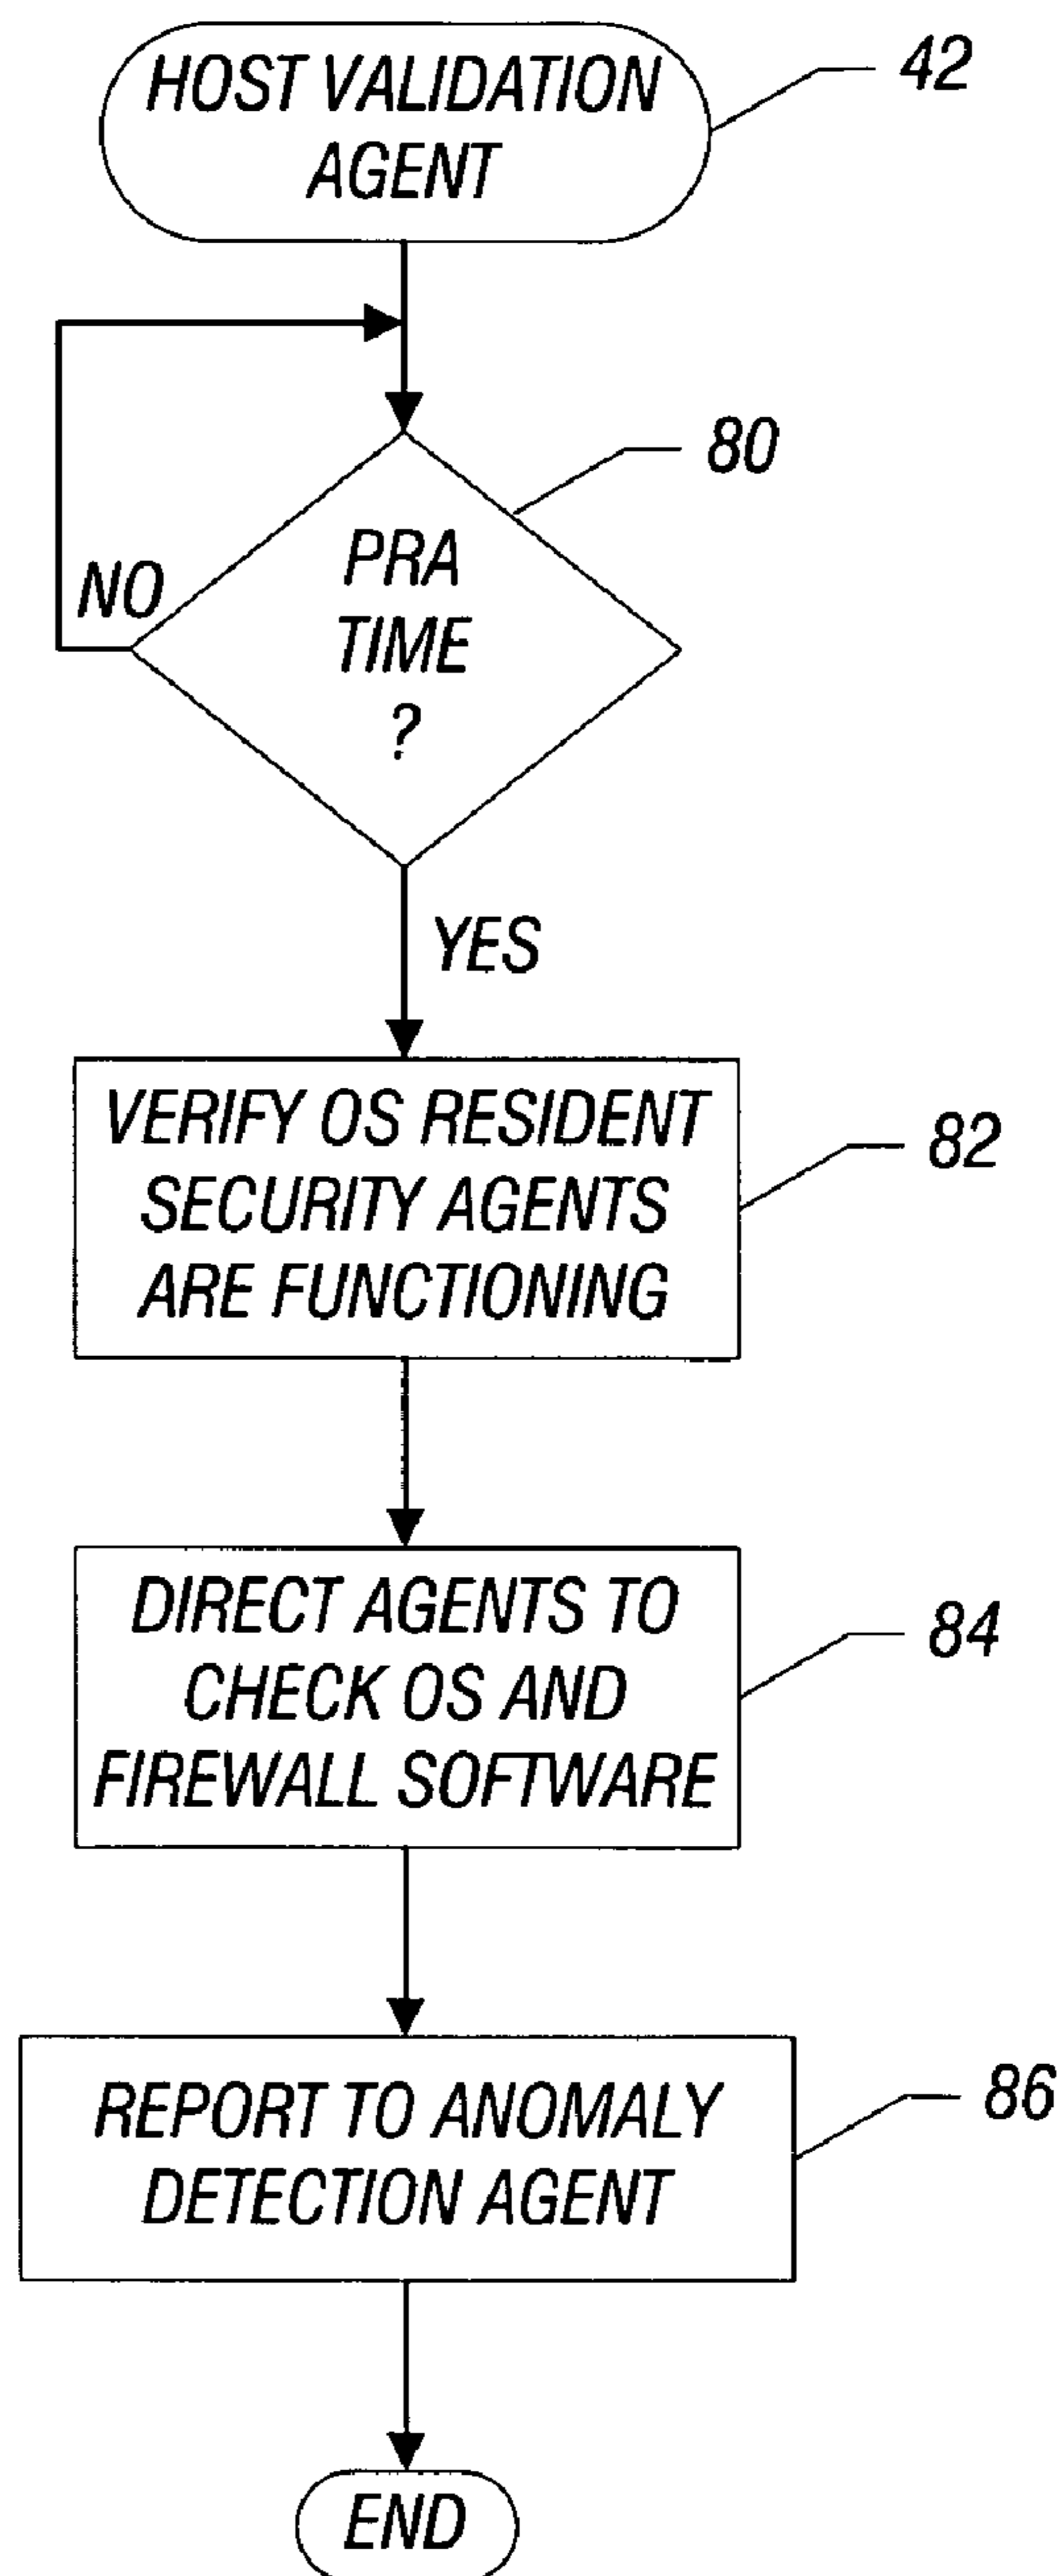 HOST VALIDATION
AGENT
42
80
PRA
TIME
?
NO
YES
VERIFY OS RESIDENT
SECURITY AGENTS
ARE FUNCTIONING
82
DIRECT AGENTS TO
CHECK OS AND
FIREWALL SOFTWARE
84
REPORT TO ANOMALY
DETECTION AGENT
86
END